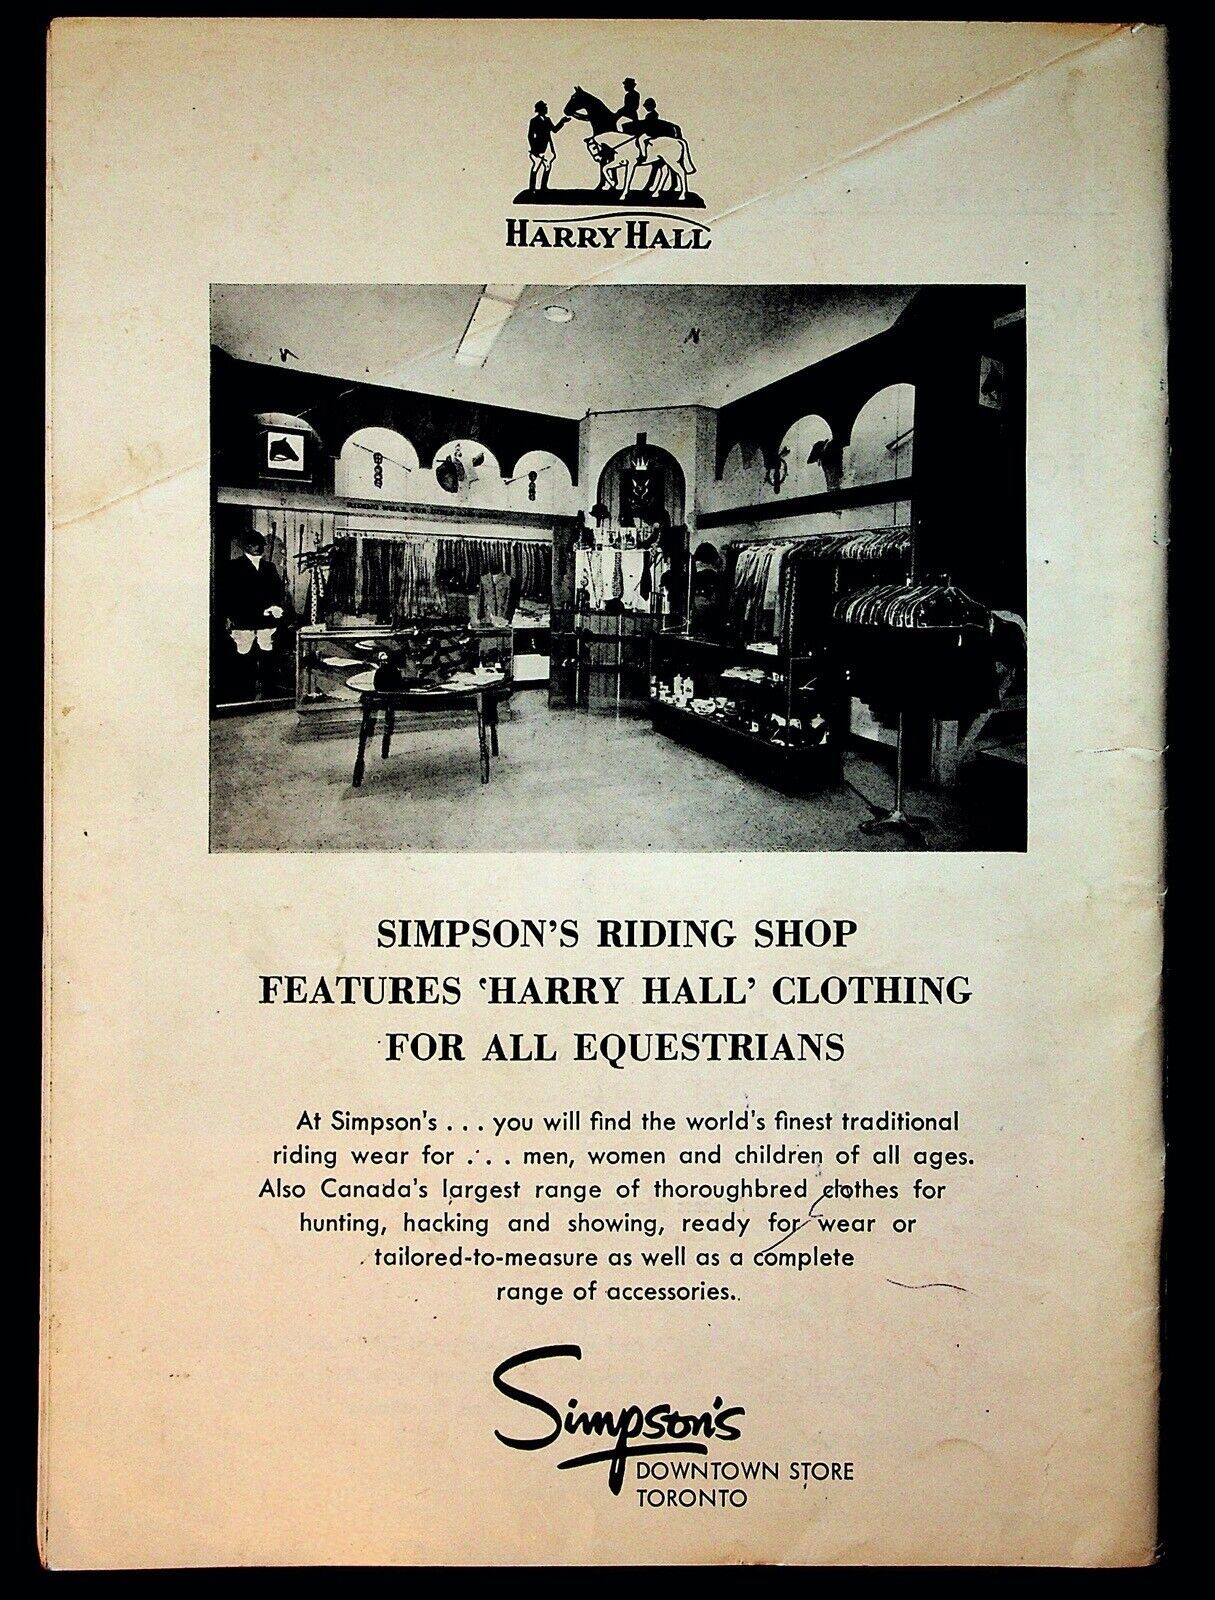 HARRY HALL
RIDING WEAR FOR
SIMPSON'S RIDING SHOP
FEATURES 'HARRY HALL' CLOTHING
FOR ALL EQUESTRIANS
At Simpson's . . . you will find the world's finest traditional
riding wear for . . . men, women and children of all ages.
Also Canada's largest range of thoroughbred clothes for
hunting, hacking and showing, ready for wear or
tailored-to-measure as well as a complete
range of accessories.
Simpson's
DOWNTOWN STORE
TORONTO